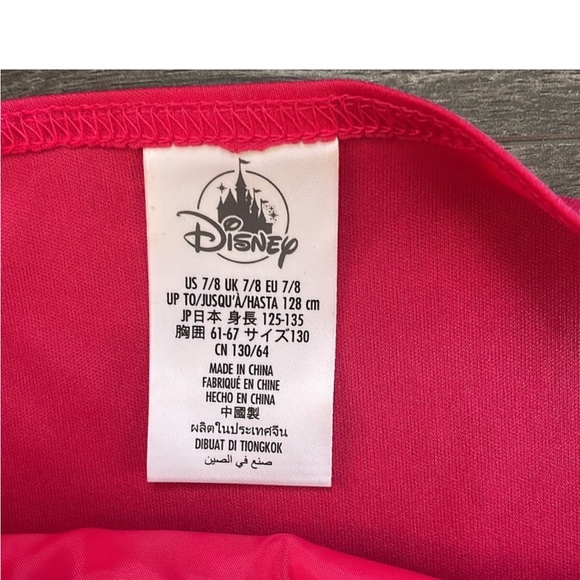 Disney
US 7/8 UK 7/8 EU 7/8
UP TO/JUSQU'À/HASTA 128 cm
JP日本 身長 125-135
胸囲 61-67 サイズ130
CN 130/64
MADE IN CHINA
FABRIQUÉ EN CHINE
HECHO EN CHINA
中國製
ผลิตในประเทศจีน
DIBUAT DI TIONGKOK
صنع في الصين